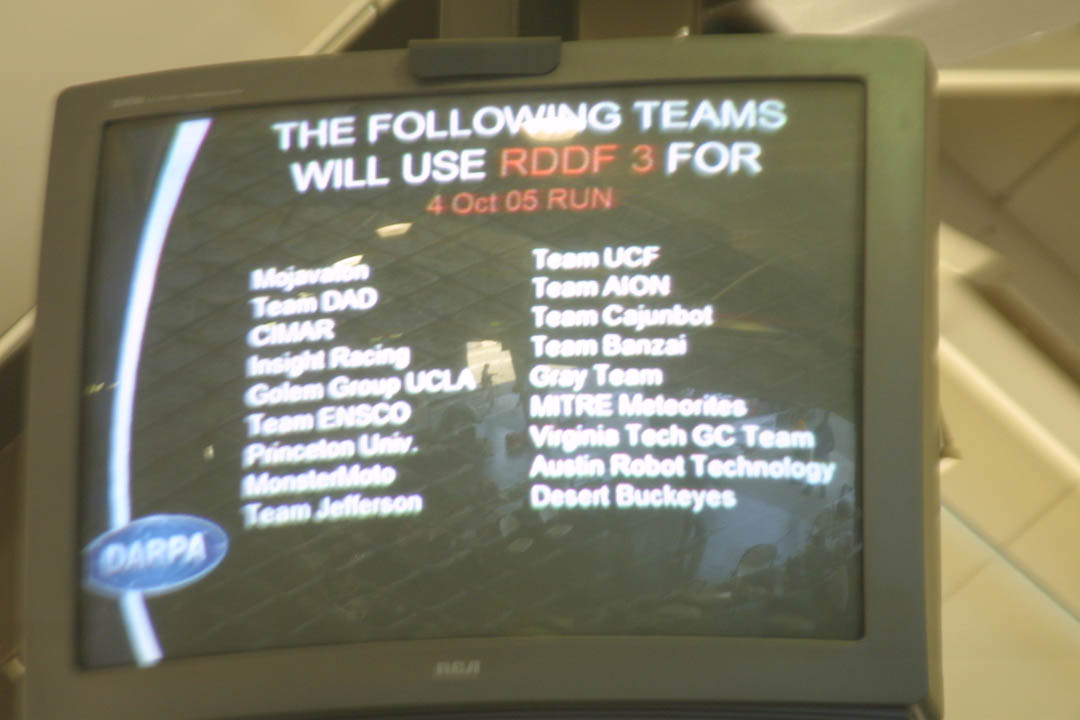 THE FOLLOWING TEAMS
WILL USE RDDF 3 FOR
4 Oct 05 RUN
Mojavaton
Team DAD
CIMAR
Insight Racing
Golem Group UCLA
Team ENSCO
Princeton Univ.
MonsterMoto
Team Jefferson
Team UCF
Team AION
Team Cajunbot
Team Banzai
Gray Team
MITRE Meteorites
Virginia Tech GC Team
Austin Robot Technology
Desert Buckeyes
DARPA
RCA